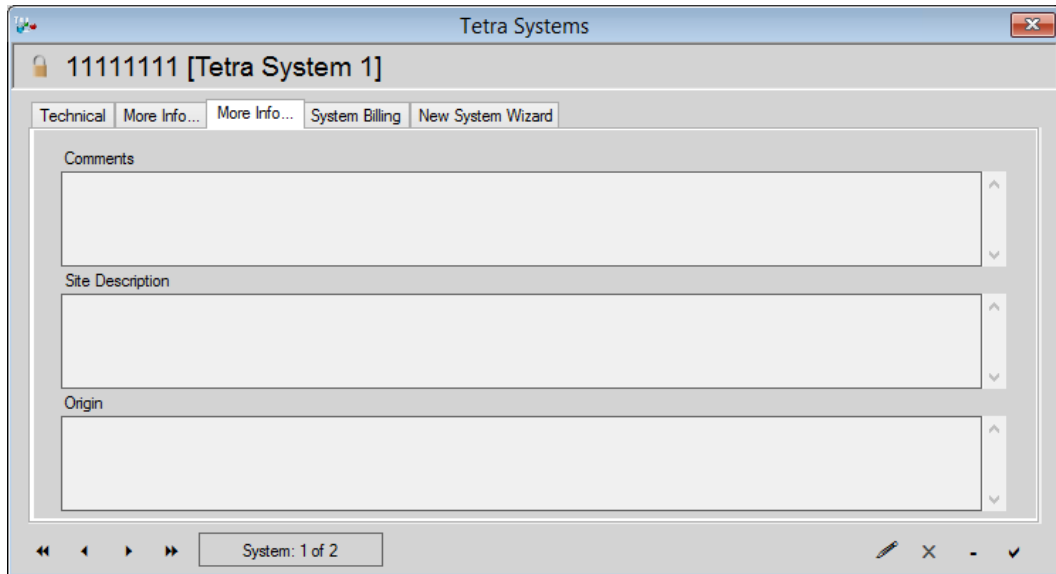 Tetra Systems
11111111 [Tetra System 1]
Technical More Info... More Info... System Billing New System Wizard
Comments
Site Description
Origin
System: 1 of 2